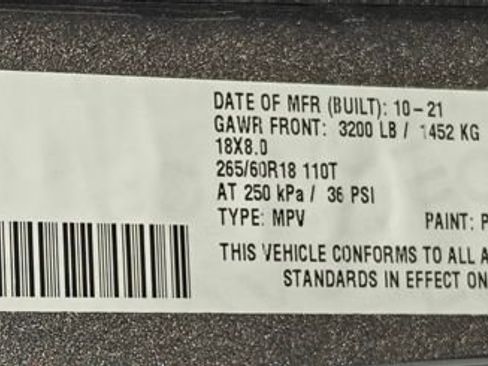 DATE OF MFR (BUILT): 10-21
GAWR FRONT: 3200 LB / 1452 KG
18X8.0
265/60R18 110T
AT 250 kPa / 36 PSI
TYPE: MPV PAINT: P
THIS VEHICLE CONFORMS TO ALL A
STANDARDS IN EFFECT ON